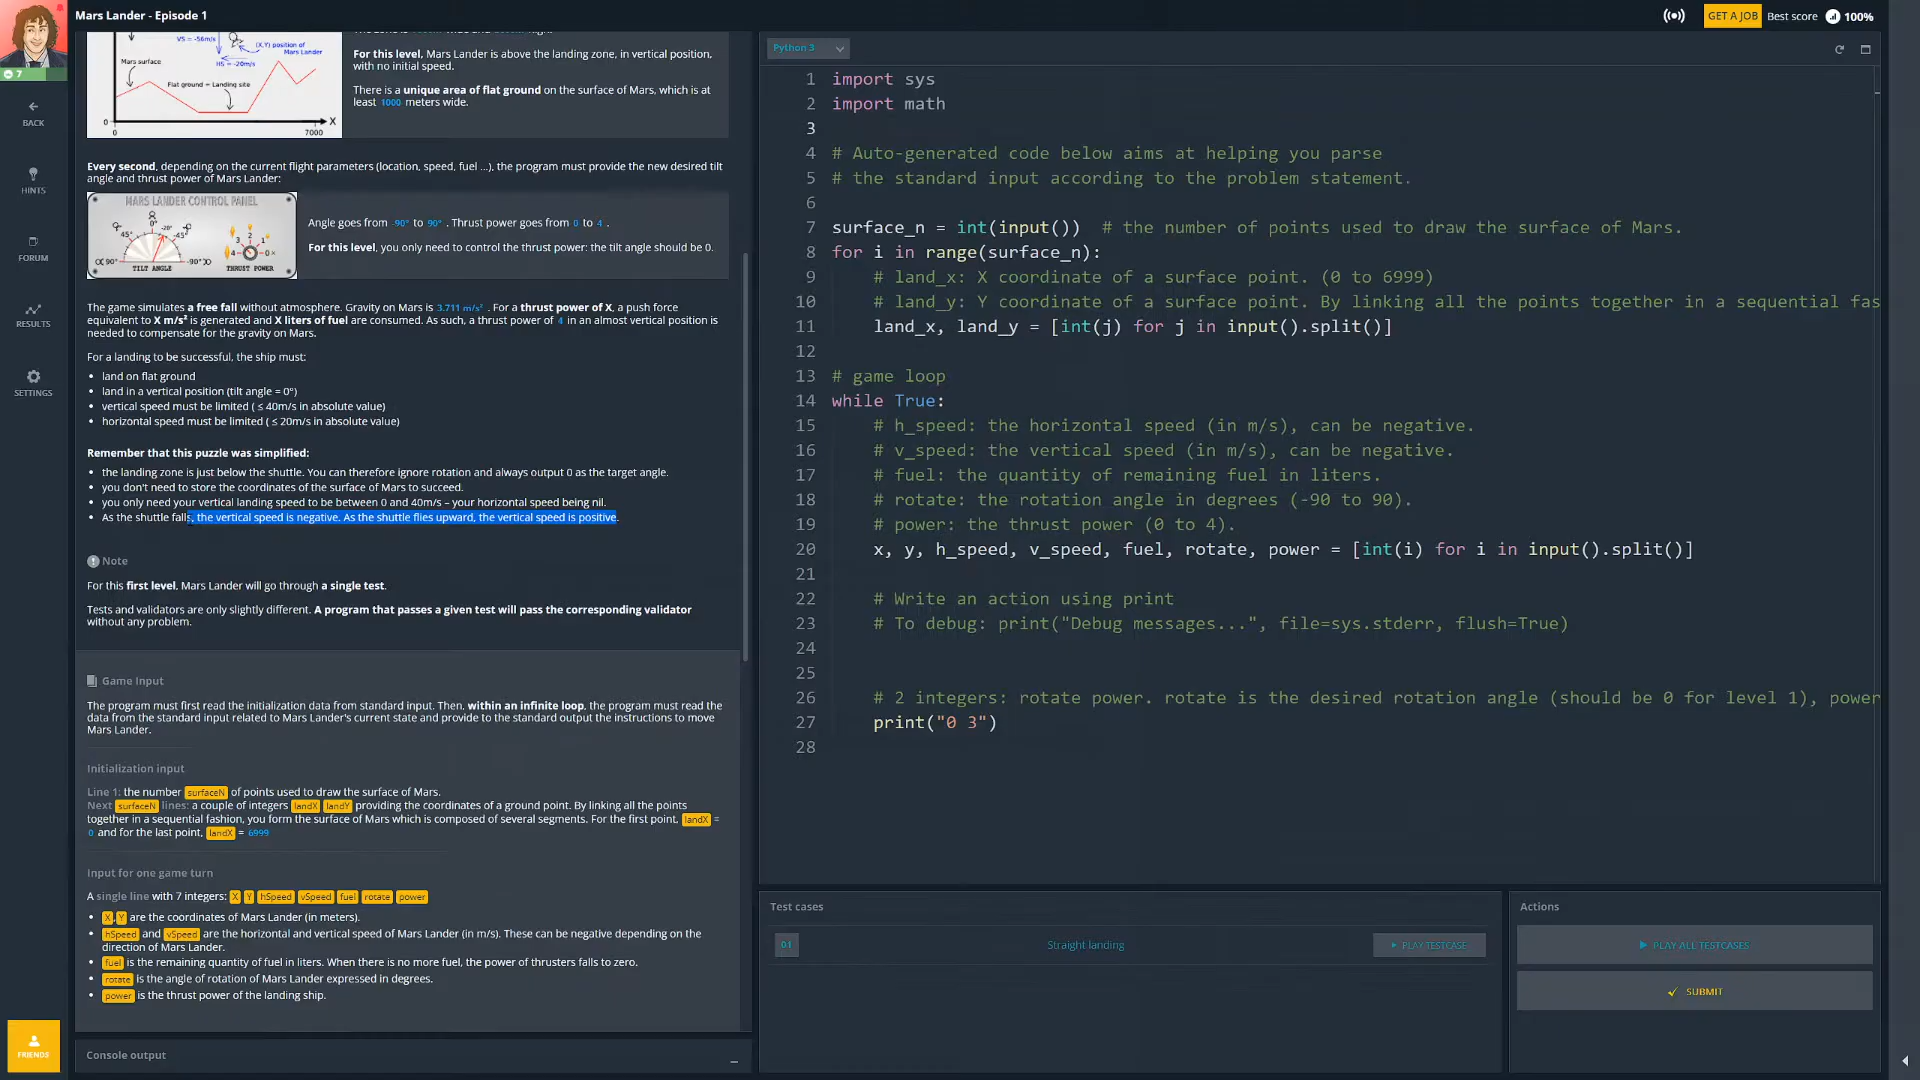 Mars Lander - Episode 1
GET A JOB
Best score
100%
7
BACK
HINTS
FORUM
RESULTS
SETTINGS
FRIENDS
VS = -56m/s
(X,Y) position of
Mars Lander
HS = -20m/s
Mars surface
Flat ground = Landing site
X
0
0
7000
For this level, Mars Lander is above the landing zone, in vertical position,
with no initial speed.
There is a unique area of flat ground on the surface of Mars, which is at
least 1000 meters wide.
Every second, depending on the current flight parameters (location, speed, fuel ...), the program must provide the new desired tilt
angle and thrust power of Mars Lander:
MARS LANDER CONTROL PANEL
TILT ANGLE
THRUST POWER
Angle goes from -90° to 90° . Thrust power goes from 0 to 4 .
For this level, you only need to control the thrust power: the tilt angle should be 0.
The game simulates a free fall without atmosphere. Gravity on Mars is 3.711 m/s² . For a thrust power of X, a push force
equivalent to X m/s² is generated and X liters of fuel are consumed. As such, a thrust power of 4 in an almost vertical position is
needed to compensate for the gravity on Mars.
For a landing to be successful, the ship must:
• land on flat ground
• land in a vertical position (tilt angle = 0°)
• vertical speed must be limited ( ≤ 40m/s in absolute value)
• horizontal speed must be limited ( ≤ 20m/s in absolute value)
Remember that this puzzle was simplified:
• the landing zone is just below the shuttle. You can therefore ignore rotation and always output 0 as the target angle.
• you don't need to store the coordinates of the surface of Mars to succeed.
• you only need your vertical landing speed to be between 0 and 40m/s – your horizontal speed being nil.
• As the shuttle falls, the vertical speed is negative. As the shuttle flies upward, the vertical speed is positive.
Note
For this first level, Mars Lander will go through a single test.
Tests and validators are only slightly different. A program that passes a given test will pass the corresponding validator
without any problem.
Game Input
The program must first read the initialization data from standard input. Then, within an infinite loop, the program must read the
data from the standard input related to Mars Lander's current state and provide to the standard output the instructions to move
Mars Lander.
Initialization input
Line 1: the number surfaceN of points used to draw the surface of Mars.
Next surfaceN lines: a couple of integers landX landY providing the coordinates of a ground point. By linking all the points
together in a sequential fashion, you form the surface of Mars which is composed of several segments. For the first point, landX =
0 and for the last point, landX = 6999
Input for one game turn
A single line with 7 integers: X Y hSpeed vSpeed fuel rotate power
• X,Y are the coordinates of Mars Lander (in meters).
• hSpeed and vSpeed are the horizontal and vertical speed of Mars Lander (in m/s). These can be negative depending on the
direction of Mars Lander.
• fuel is the remaining quantity of fuel in liters. When there is no more fuel, the power of thrusters falls to zero.
• rotate is the angle of rotation of Mars Lander expressed in degrees.
• power is the thrust power of the landing ship.
Console output
Python 3
1 import sys
2 import math
3
4 # Auto-generated code below aims at helping you parse
5 # the standard input according to the problem statement.
6
7 surface_n = int(input())  # the number of points used to draw the surface of Mars.
8 for i in range(surface_n):
9     # land_x: X coordinate of a surface point. (0 to 6999)
10     # land_y: Y coordinate of a surface point. By linking all the points together in a sequential fas
11     land_x, land_y = [int(j) for j in input().split()]
12
13 # game loop
14 while True:
15     # h_speed: the horizontal speed (in m/s), can be negative.
16     # v_speed: the vertical speed (in m/s), can be negative.
17     # fuel: the quantity of remaining fuel in liters.
18     # rotate: the rotation angle in degrees (-90 to 90).
19     # power: the thrust power (0 to 4).
20     x, y, h_speed, v_speed, fuel, rotate, power = [int(i) for i in input().split()]
21
22     # Write an action using print
23     # To debug: print("Debug messages...", file=sys.stderr, flush=True)
24
25
26     # 2 integers: rotate power. rotate is the desired rotation angle (should be 0 for level 1), power
27     print("0 3")
28
Test cases
01
Straight landing
PLAY TESTCASE
Actions
PLAY ALL TESTCASES
SUBMIT